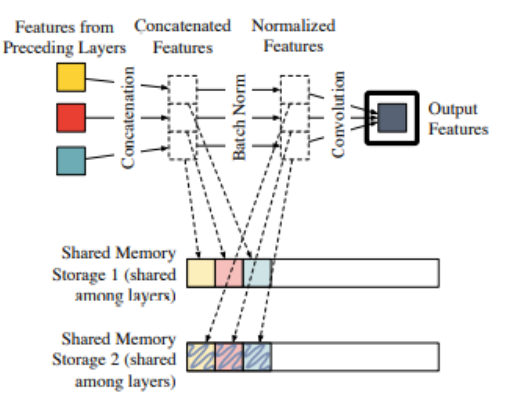 Features from
Preceding Layers
Concatenated
Features
Normalized
Features
Concatenation
Batch Norm
Convolution
Output
Features
Shared Memory
Storage 1 (shared
among layers)
Shared Memory
Storage 2 (shared
among layers)